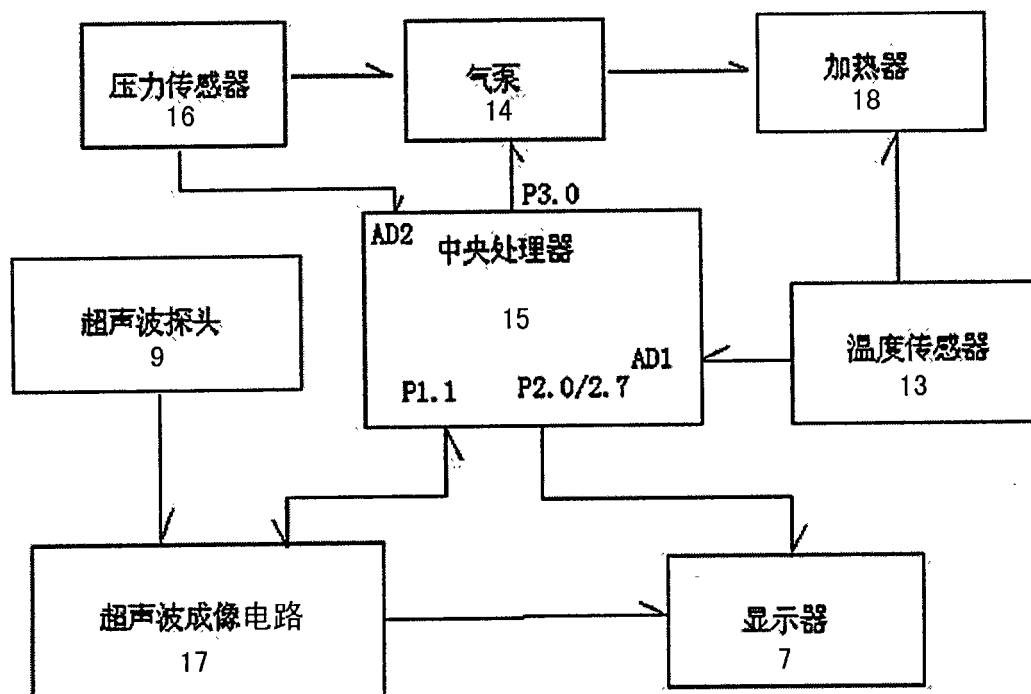 压力传感器
16
气泵
14
加热器
18
P3.0
AD2
中央处理器
15
AD1
P1.1
P2.0/2.7
超声波探头
9
温度传感器
13
超声波成像电路
17
显示器
7